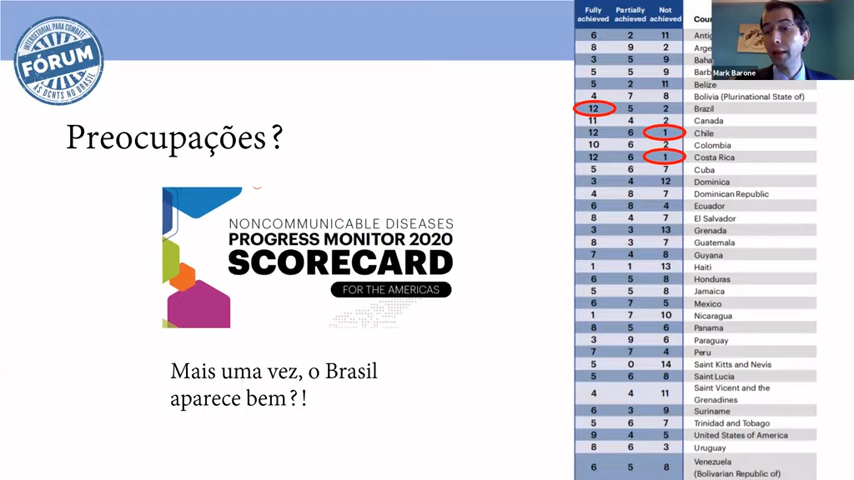 INTERSETORIAL PARA COMBATE
FÓRUM
ÀS DCNTS NO BRASIL
Preocupações?
NONCOMMUNICABLE DISEASES
PROGRESS MONITOR 2020
SCORECARD
FOR THE AMERICAS
Mais uma vez, o Brasil
aparece bem?!
Fully achieved Partially achieved Not achieved Coun
6 2 11 Antig
8 9 2 Arge
3 5 9 Baha
5 5 9 Barb
5 2 11 Belize
4 7 8 Bolivia (Plurinational State of)
12 5 2 Brazil
11 4 2 Canada
12 6 1 Chile
10 6 2 Colombia
12 6 1 Costa Rica
5 6 7 Cuba
3 4 12 Dominica
4 8 7 Dominican Republic
6 8 4 Ecuador
8 4 7 El Salvador
3 3 13 Grenada
8 3 7 Guatemala
7 4 8 Guyana
1 1 13 Haiti
6 5 8 Honduras
5 5 8 Jamaica
6 7 5 Mexico
1 7 10 Nicaragua
8 5 6 Panama
3 9 6 Paraguay
7 7 4 Peru
5 0 14 Saint Kitts and Nevis
5 6 8 Saint Lucia
4 4 11 Saint Vincent and the
Grenadines
6 3 9 Suriname
5 6 7 Trinidad and Tobago
9 4 5 United States of America
8 6 3 Uruguay
6 5 8 Venezuela
(Bolivarian Republic of)
Mark Barone